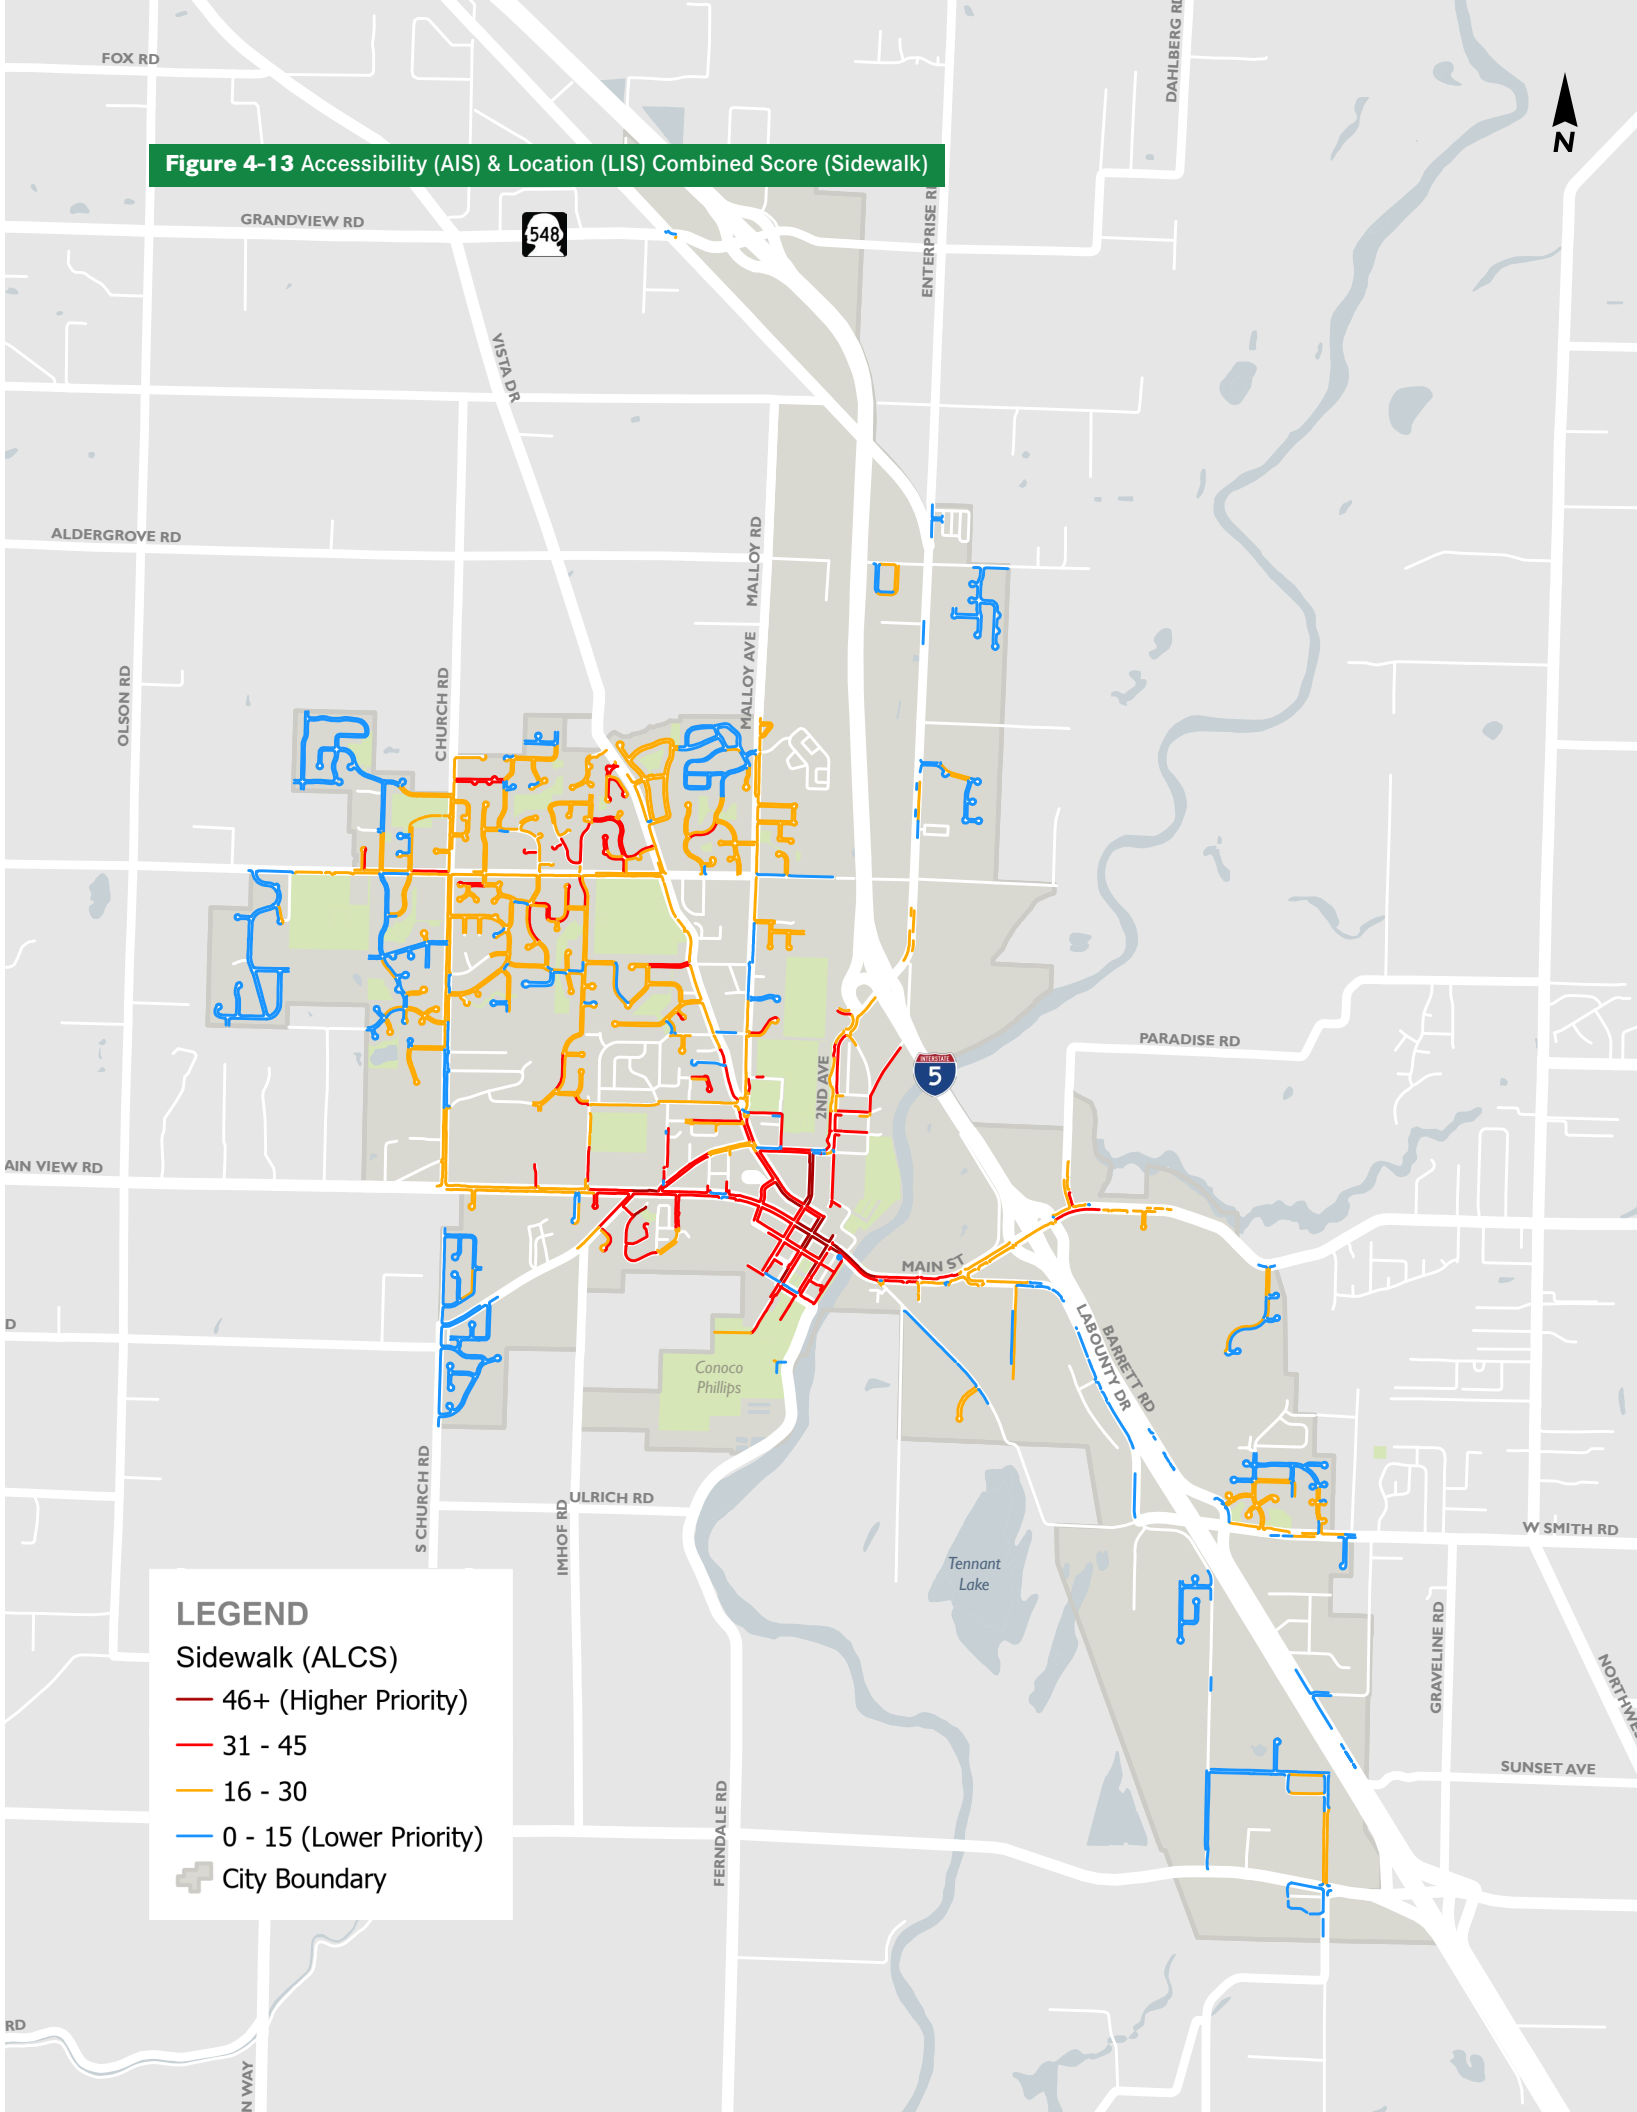 FOX RD
DAHLBERG RD
N
Figure 4-13 Accessibility (AIS) & Location (LIS) Combined Score (Sidewalk)
GRANDVIEW RD
548
ENTERPRISE RD
VISTA DR
ALDERGROVE RD
MALLOY RD
MALLOY AVE
OLSON RD
CHURCH RD
PARADISE RD
INTERSTATE
5
2ND AVE
AIN VIEW RD
MAIN ST
D
BARRETT RD
LABOUNTY DR
Conoco
Phillips
S CHURCH RD
ULRICH RD
IMHOF RD
W SMITH RD
Tennant
Lake
GRAVELINE RD
NORTHWE
SUNSET AVE
FERNDALE RD
LEGEND
Sidewalk (ALCS)
46+ (Higher Priority)
31 - 45
16 - 30
0 - 15 (Lower Priority)
City Boundary
RD
N WAY